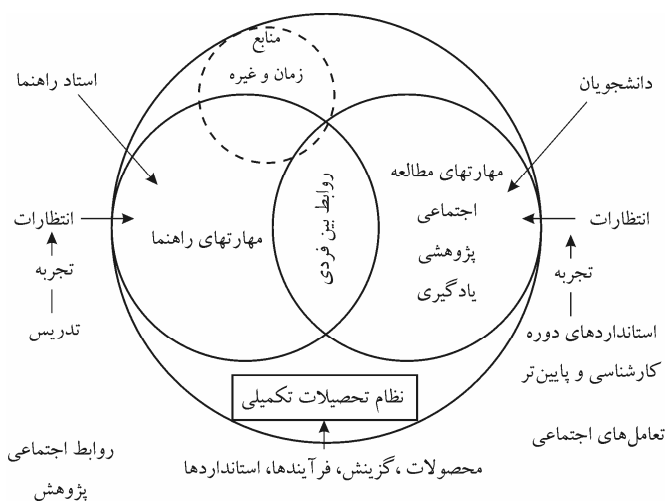 منابع
زمان و غیره
استاد راهنما
دانشجویان
مهارتهای مطالعه
اجتماعی
پژوهشی
یادگیری
روابط بین فردی
مهارتهای راهنما
انتظارات
تجربه
تدریس
انتظارات
تجربه
استانداردهای دوره
کارشناسی و پایین‌تر
نظام تحصیلات تکمیلی
تعامل‌های اجتماعی
روابط اجتماعی
پژوهش
محصولات ،گزینش، فرآیندها، استانداردها